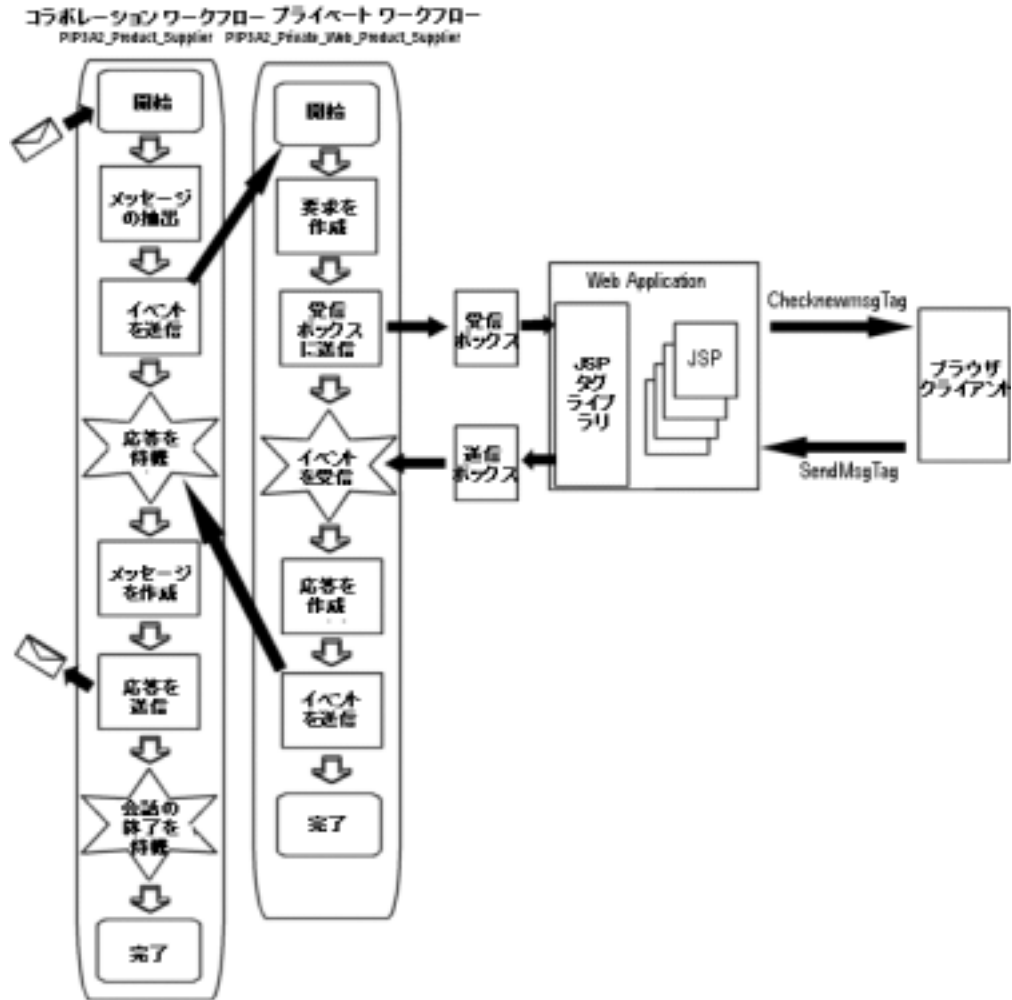 コラボレーション ワークフロー
PIP3A2_Product_Supplier
プライベート ワークフロー
PIP3A2_Private_Web_Product_Supplier
開始
メッセージ
の抽出
イベント
を送信
応答を
待機
メッセージ
を作成
応答を
送信
会話の
終了を
待機
完了
開始
要求を
作成
受信
ボックス
に送信
イベント
を受信
応答を
作成
イベント
を送信
完了
受信
ボックス
送信
ボックス
Web Application
JSP
タグ
ライブ
ラリ
JSP
ChecknewmsgTag
SendMsgTag
ブラウザ
クライアント